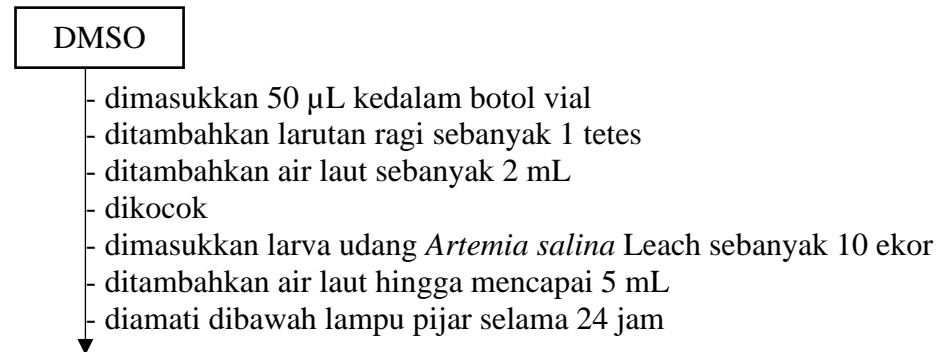 DMSO
- dimasukkan 50 µL kedalam botol vial
- ditambahkan larutan ragi sebanyak 1 tetes
- ditambahkan air laut sebanyak 2 mL
- dikocok
- dimasukkan larva udang Artemia salina Leach sebanyak 10 ekor
- ditambahkan air laut hingga mencapai 5 mL
- diamati dibawah lampu pijar selama 24 jam